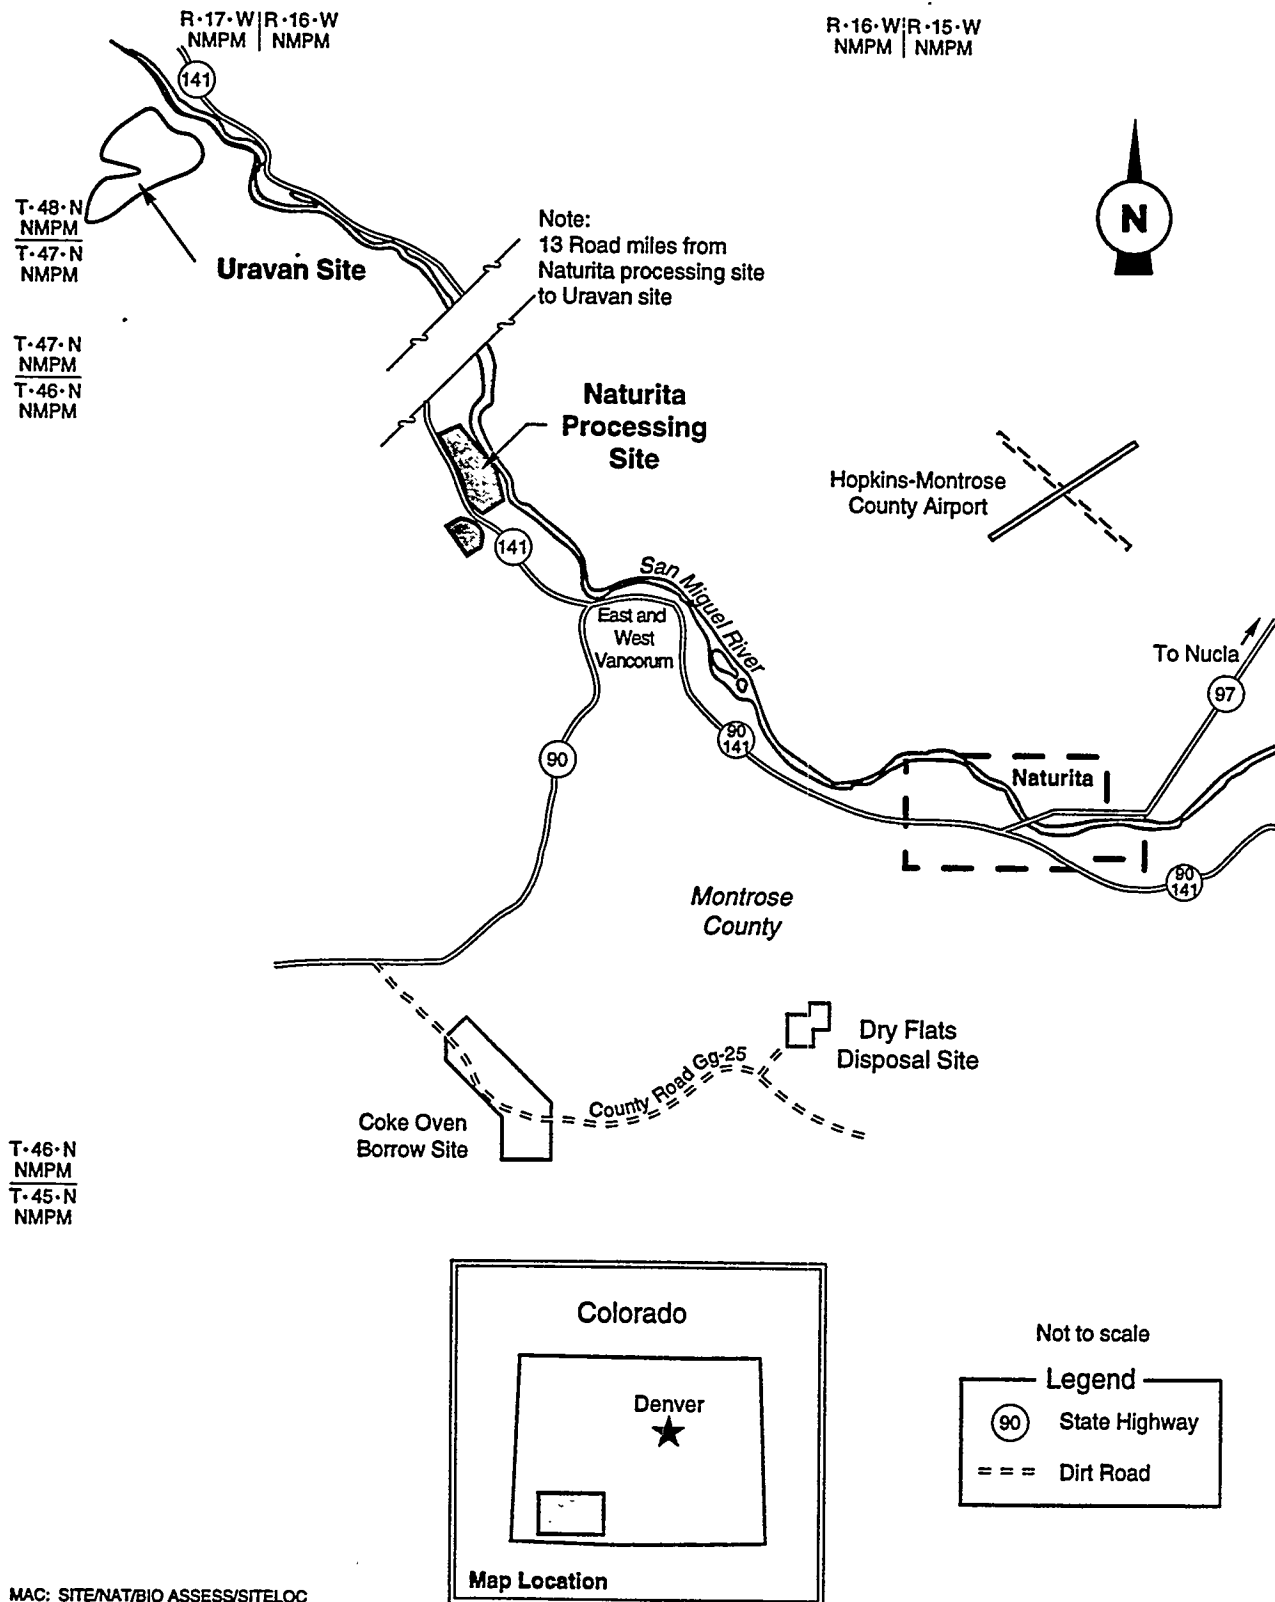 R·17·W R·16·W
NMPM NMPM
R·16·W R·15·W
NMPM NMPM
141
N
T·48·N
NMPM
T·47·N
NMPM
Uravan Site
Note:
13 Road miles from
Naturita processing site
to Uravan site
T·47·N
NMPM
T·46·N
NMPM
Naturita
Processing
Site
Hopkins-Montrose
County Airport
141
San Miguel River
East and
West
Vancorum
To Nucla
97
90
141
90
Naturita
90
141
Montrose
County
Dry Flats
Disposal Site
County Road Gg-25
Coke Oven
Borrow Site
T·46·N
NMPM
T·45·N
NMPM
Colorado
Denver
Map Location
Not to scale
Legend
90 State Highway
Dirt Road
MAC: SITE/NAT/BIO ASSESS/SITELOC